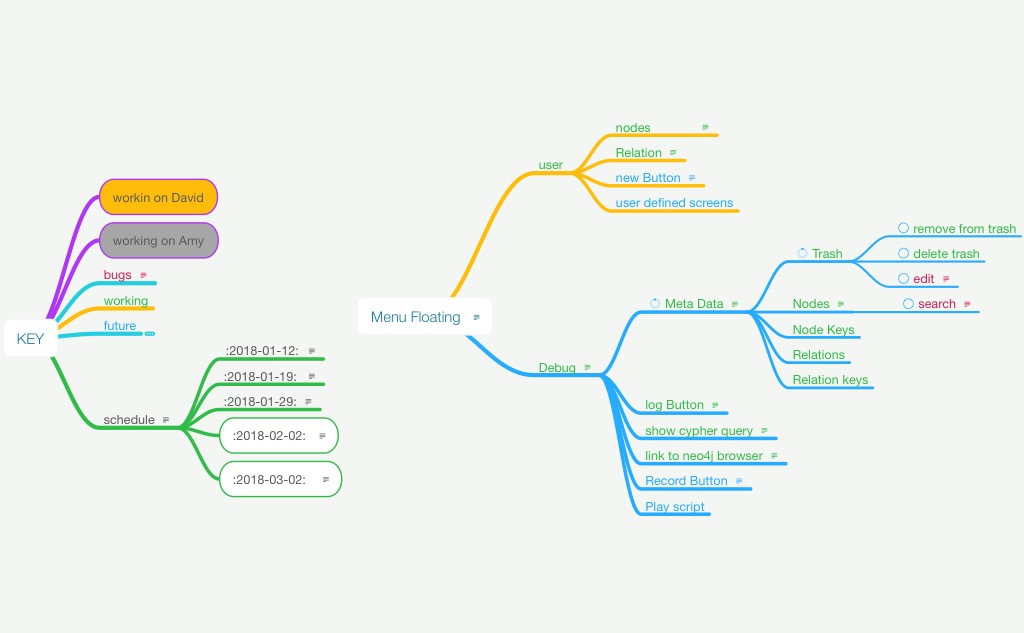 KEY
workin on David
working on Amy
bugs
working
future
schedule
:2018-01-12:
:2018-01-19:
:2018-01-29:
:2018-02-02:
:2018-03-02:
Menu Floating
user
nodes
Relation
new Button
user defined screens
Debug
Meta Data
Trash
remove from trash
delete trash
edit
Nodes
search
Node Keys
Relations
Relation keys
log Button
show cypher query
link to neo4j browser
Record Button
Play script